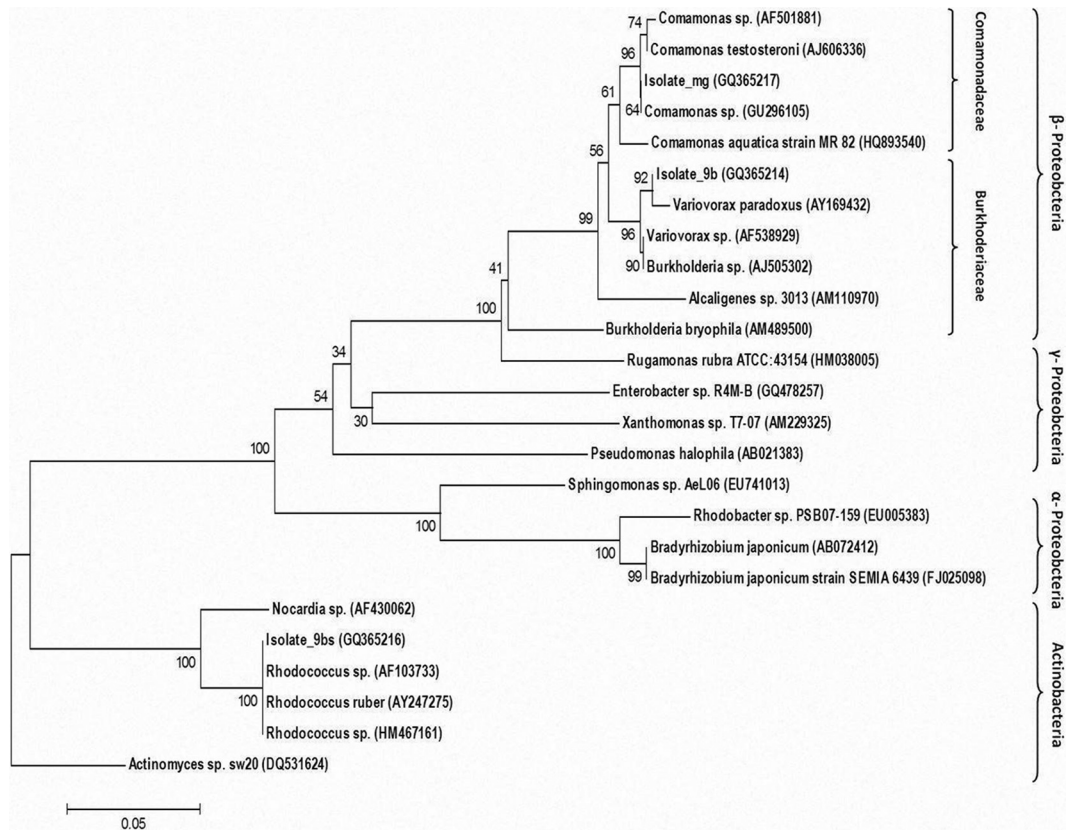 Comamonas sp. (AF501881)
Comamonas testosteroni (AJ606336)
Isolate_mg (GQ365217)
Comamonas sp. (GU296105)
Comamonas aquatica strain MR 82 (HQ893540)
Isolate_9b (GQ365214)
Variovorax paradoxus (AY169432)
Variovorax sp. (AF538929)
Burkholderia sp. (AJ505302)
Alcaligenes sp. 3013 (AM110970)
Burkholderia bryophila (AM489500)
Rugamonas rubra ATCC:43154 (HM038005)
Enterobacter sp. R4M-B (GQ478257)
Xanthomonas sp. T7-07 (AM229325)
Pseudomonas halophila (AB021383)
Sphingomonas sp. AeL06 (EU741013)
Rhodobacter sp. PSB07-159 (EU005383)
Bradyrhizobium japonicum (AB072412)
Bradyrhizobium japonicum strain SEMIA 6439 (FJ025098)
Nocardia sp. (AF430062)
Isolate_9bs (GQ365216)
Rhodococcus sp. (AF103733)
Rhodococcus ruber (AY247275)
Rhodococcus sp. (HM467161)
Actinomyces sp. sw20 (DQ531624)
74
96
61
64
56
92
99
96
90
41
100
34
54
30
100
100
100
99
100
100
0.05
Comamonadaceae
Burkhoderiaceae
β- Proteobcteria
γ- Proteobcteria
α- Proteobcteria
Actinobacteria